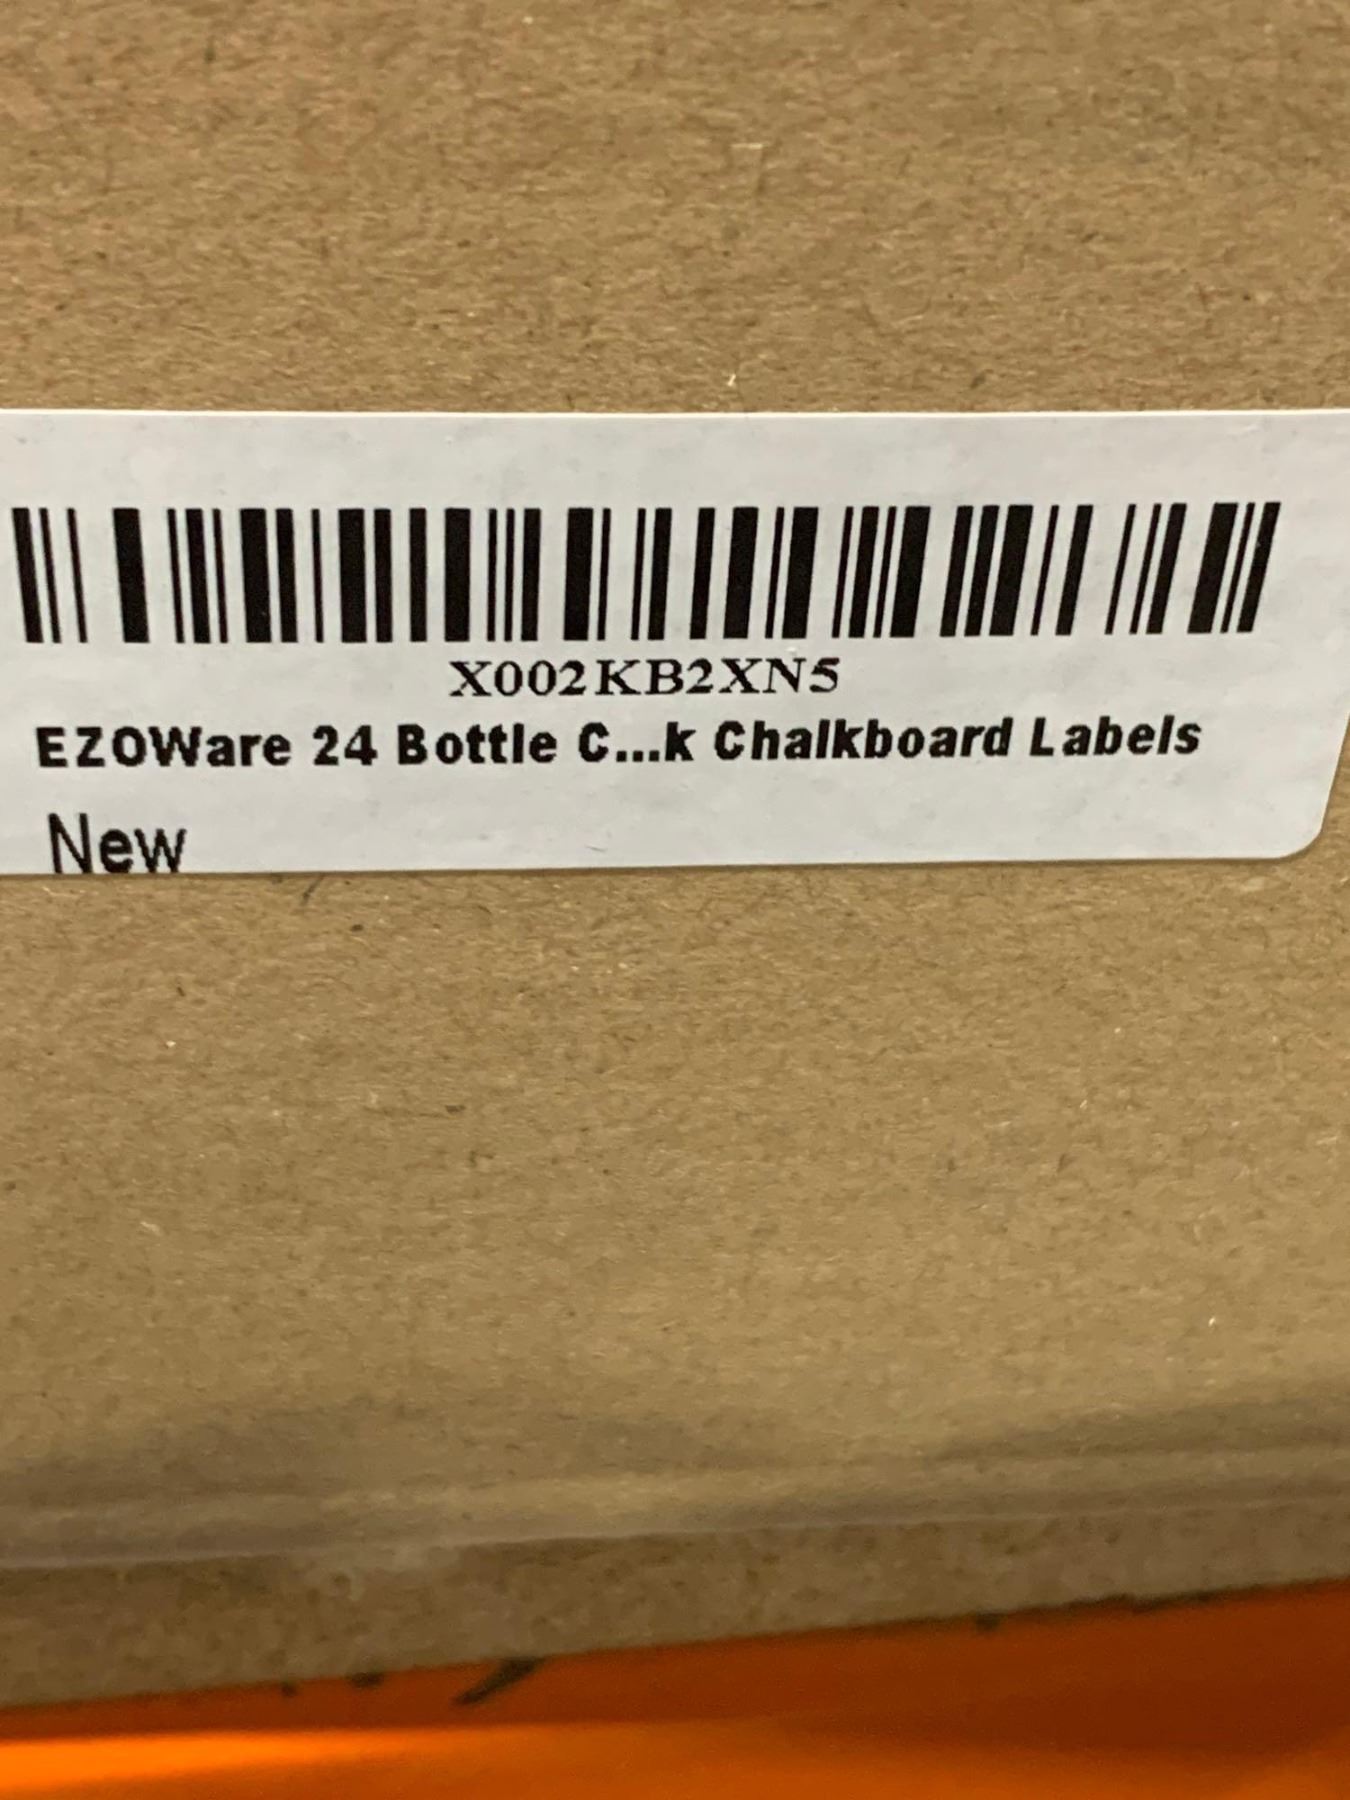 X002KB2XN5
EZOWare 24 Bottle C...k Chalkboard Labels
New